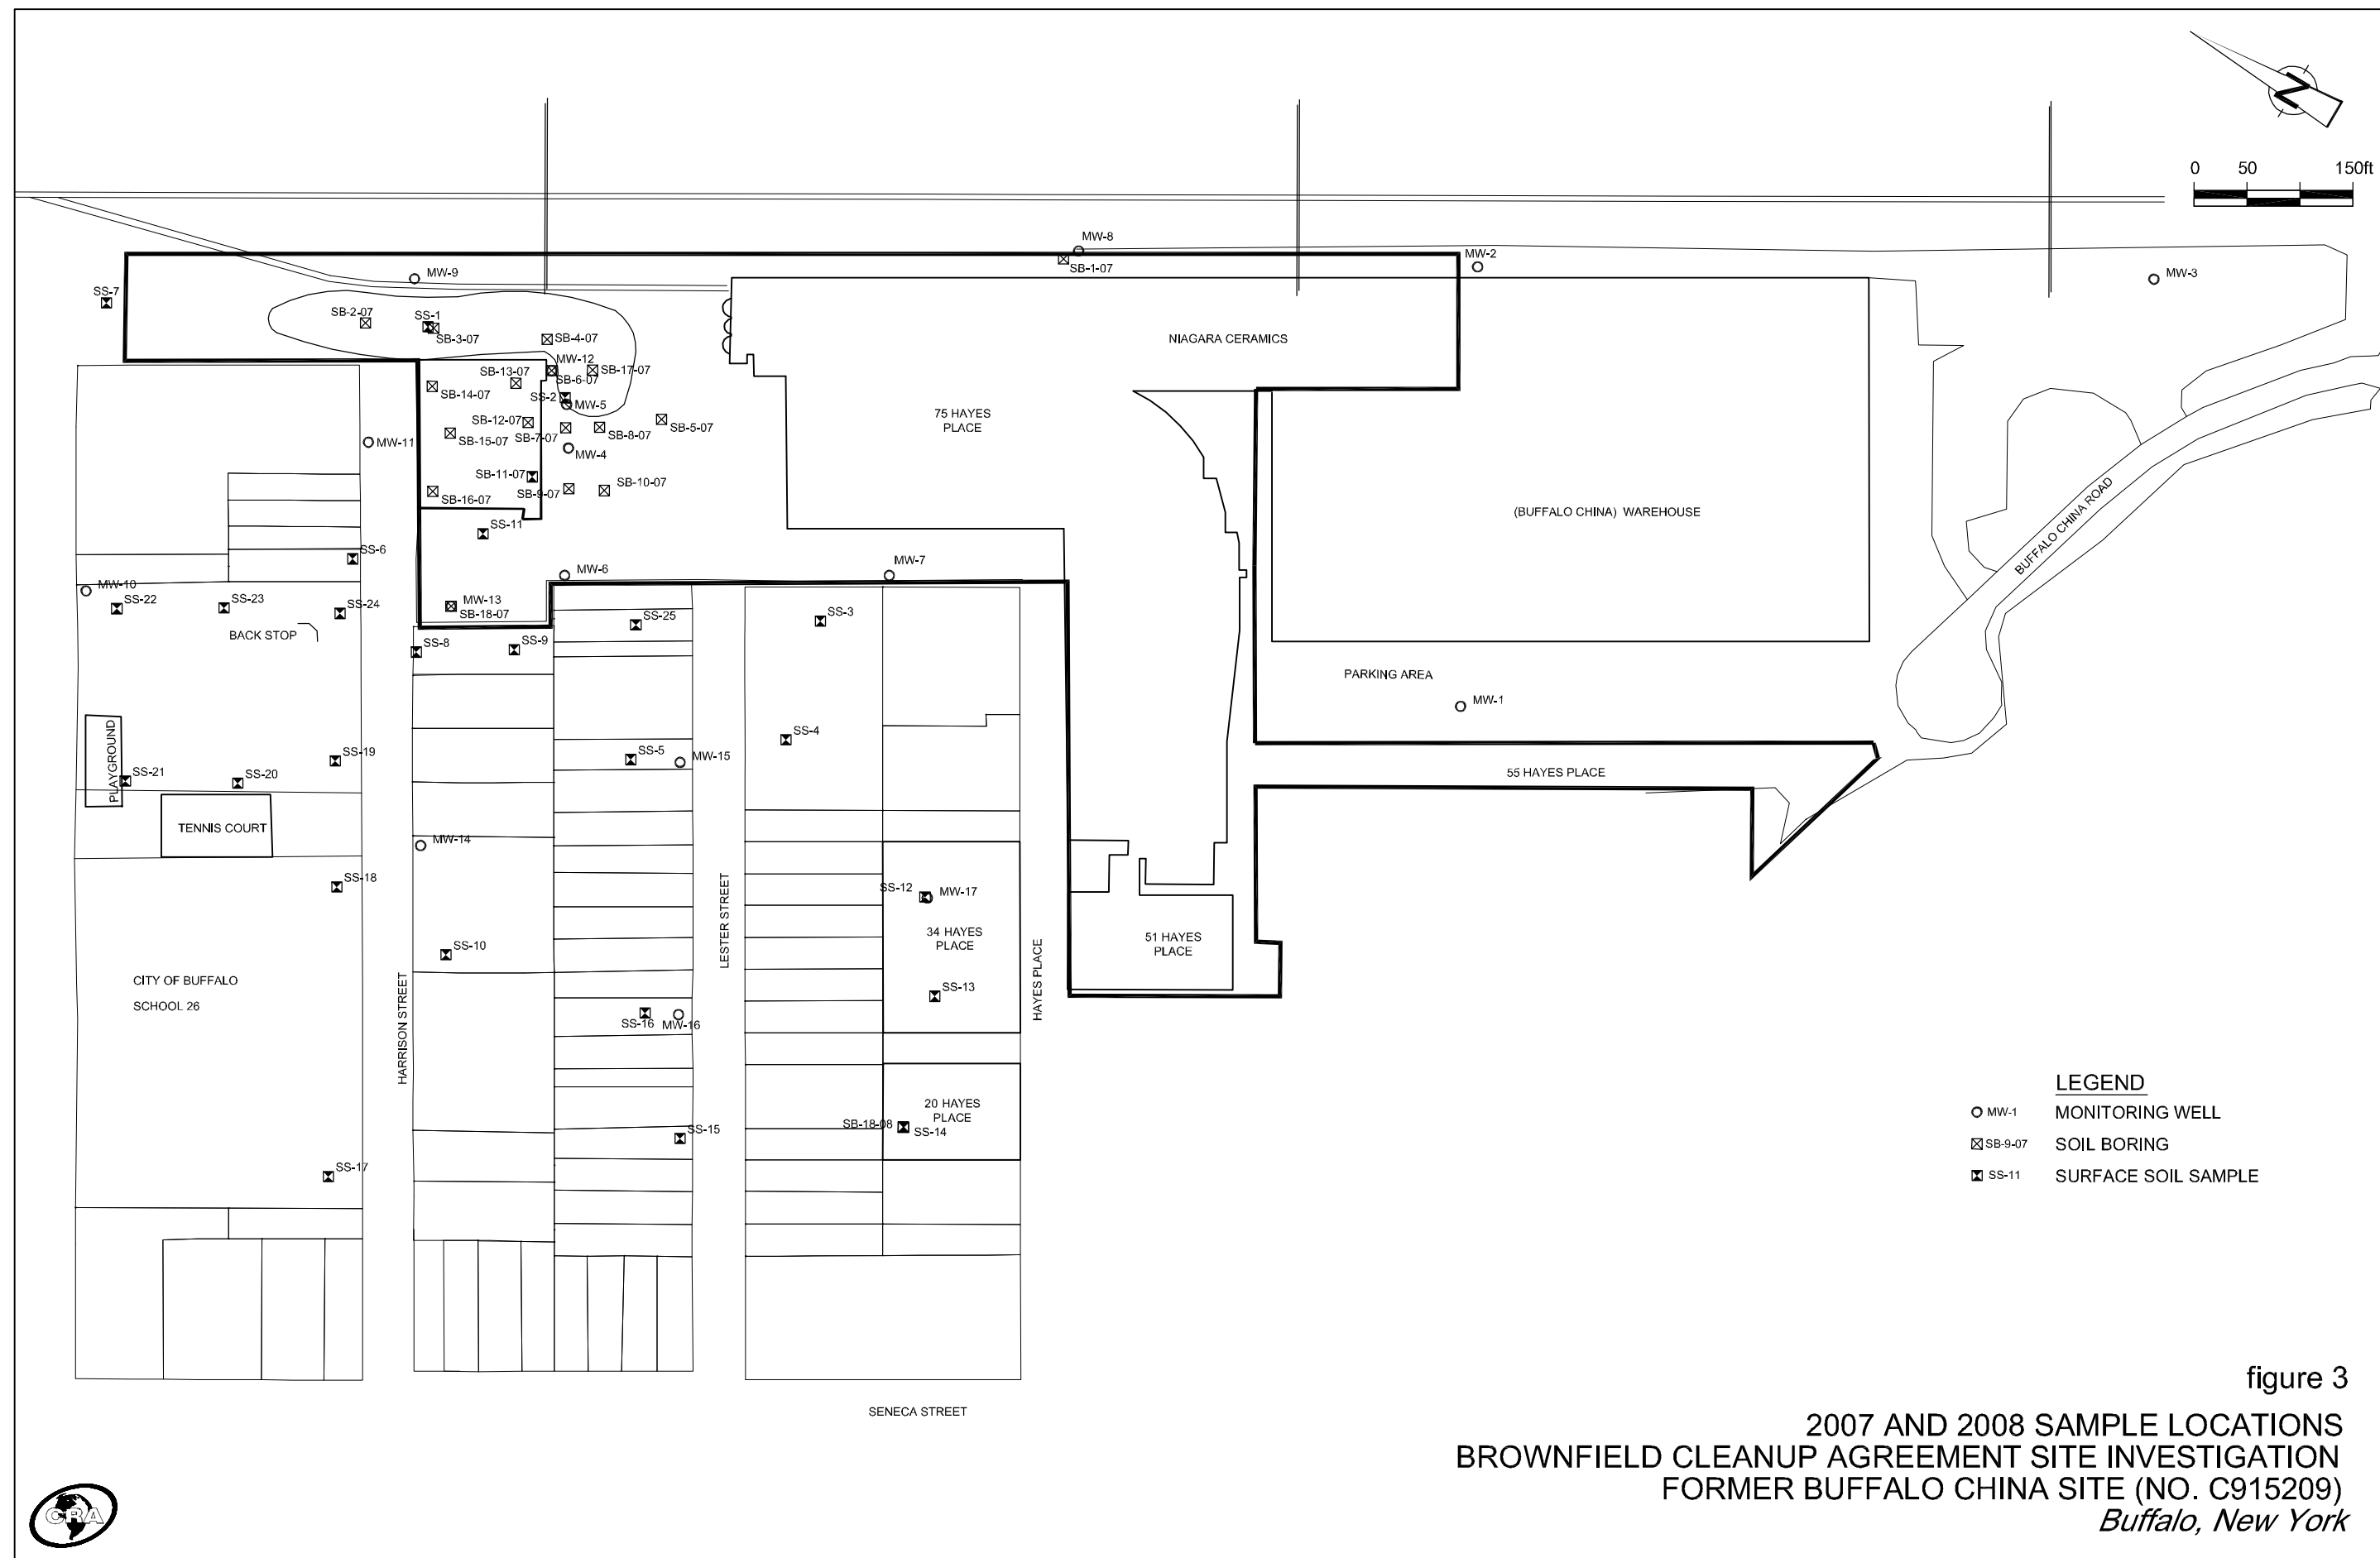 N
0 50 150ft
MW-8
SB-1-07
MW-2
MW-3
MW-9
SS-7
SB-2-07
SS-1
SB-3-07
SB-4-07
NIAGARA CERAMICS
MW-12
SB-6-07
SB-17-07
SB-13-07
SB-14-07
SS-2
MW-5
SB-12-07
SB-7-07
SB-8-07
SB-5-07
75 HAYES
PLACE
SB-15-07
MW-11
MW-4
SB-11-07
SB-9-07
SB-10-07
SB-16-07
SS-11
(BUFFALO CHINA) WAREHOUSE
BUFFALO CHINA ROAD
SS-6
MW-10
SS-22
SS-23
SS-24
BACK STOP
MW-6
MW-7
MW-13
SB-18-07
SS-25
SS-3
SS-8
SS-9
PARKING AREA
MW-1
PLAYGROUND
SS-21
SS-20
SS-19
SS-5
MW-15
SS-4
55 HAYES PLACE
TENNIS COURT
MW-14
SS-18
SS-12
MW-17
34 HAYES
PLACE
51 HAYES
PLACE
SS-10
LESTER STREET
HAYES PLACE
CITY OF BUFFALO
SCHOOL 26
HARRISON STREET
SS-13
SS-16
MW-16
20 HAYES
PLACE
SB-18-08
SS-14
SS-15
SS-17
SENECA STREET
LEGEND
MW-1 MONITORING WELL
SB-9-07 SOIL BORING
SS-11 SURFACE SOIL SAMPLE
figure 3
2007 AND 2008 SAMPLE LOCATIONS
BROWNFIELD CLEANUP AGREEMENT SITE INVESTIGATION
FORMER BUFFALO CHINA SITE (NO. C915209)
Buffalo, New York
CRA